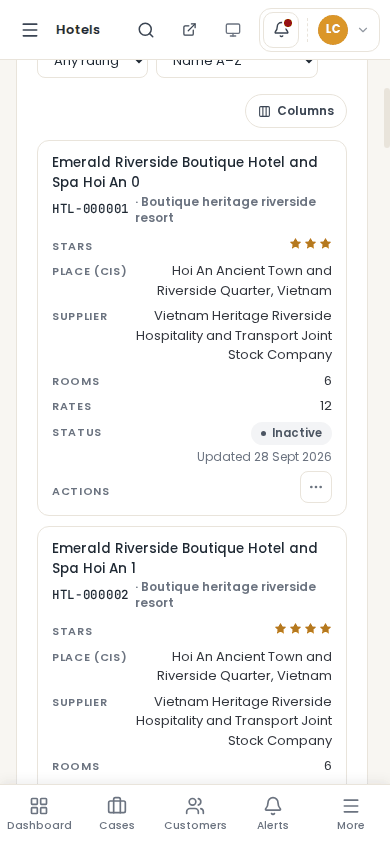 Hotels
LC
Any rating
Name A–Z
Columns
Emerald Riverside Boutique Hotel and
Spa Hoi An 0
HTL-000001 · Boutique heritage riverside
resort
STARS
PLACE (CIS) Hoi An Ancient Town and
Riverside Quarter, Vietnam
SUPPLIER Vietnam Heritage Riverside
Hospitality and Transport Joint
Stock Company
ROOMS 6
RATES 12
STATUS Inactive
Updated 28 Sept 2026
ACTIONS
Emerald Riverside Boutique Hotel and
Spa Hoi An 1
HTL-000002 · Boutique heritage riverside
resort
STARS
PLACE (CIS) Hoi An Ancient Town and
Riverside Quarter, Vietnam
SUPPLIER Vietnam Heritage Riverside
Hospitality and Transport Joint
Stock Company
ROOMS 6
Dashboard Cases Customers Alerts More